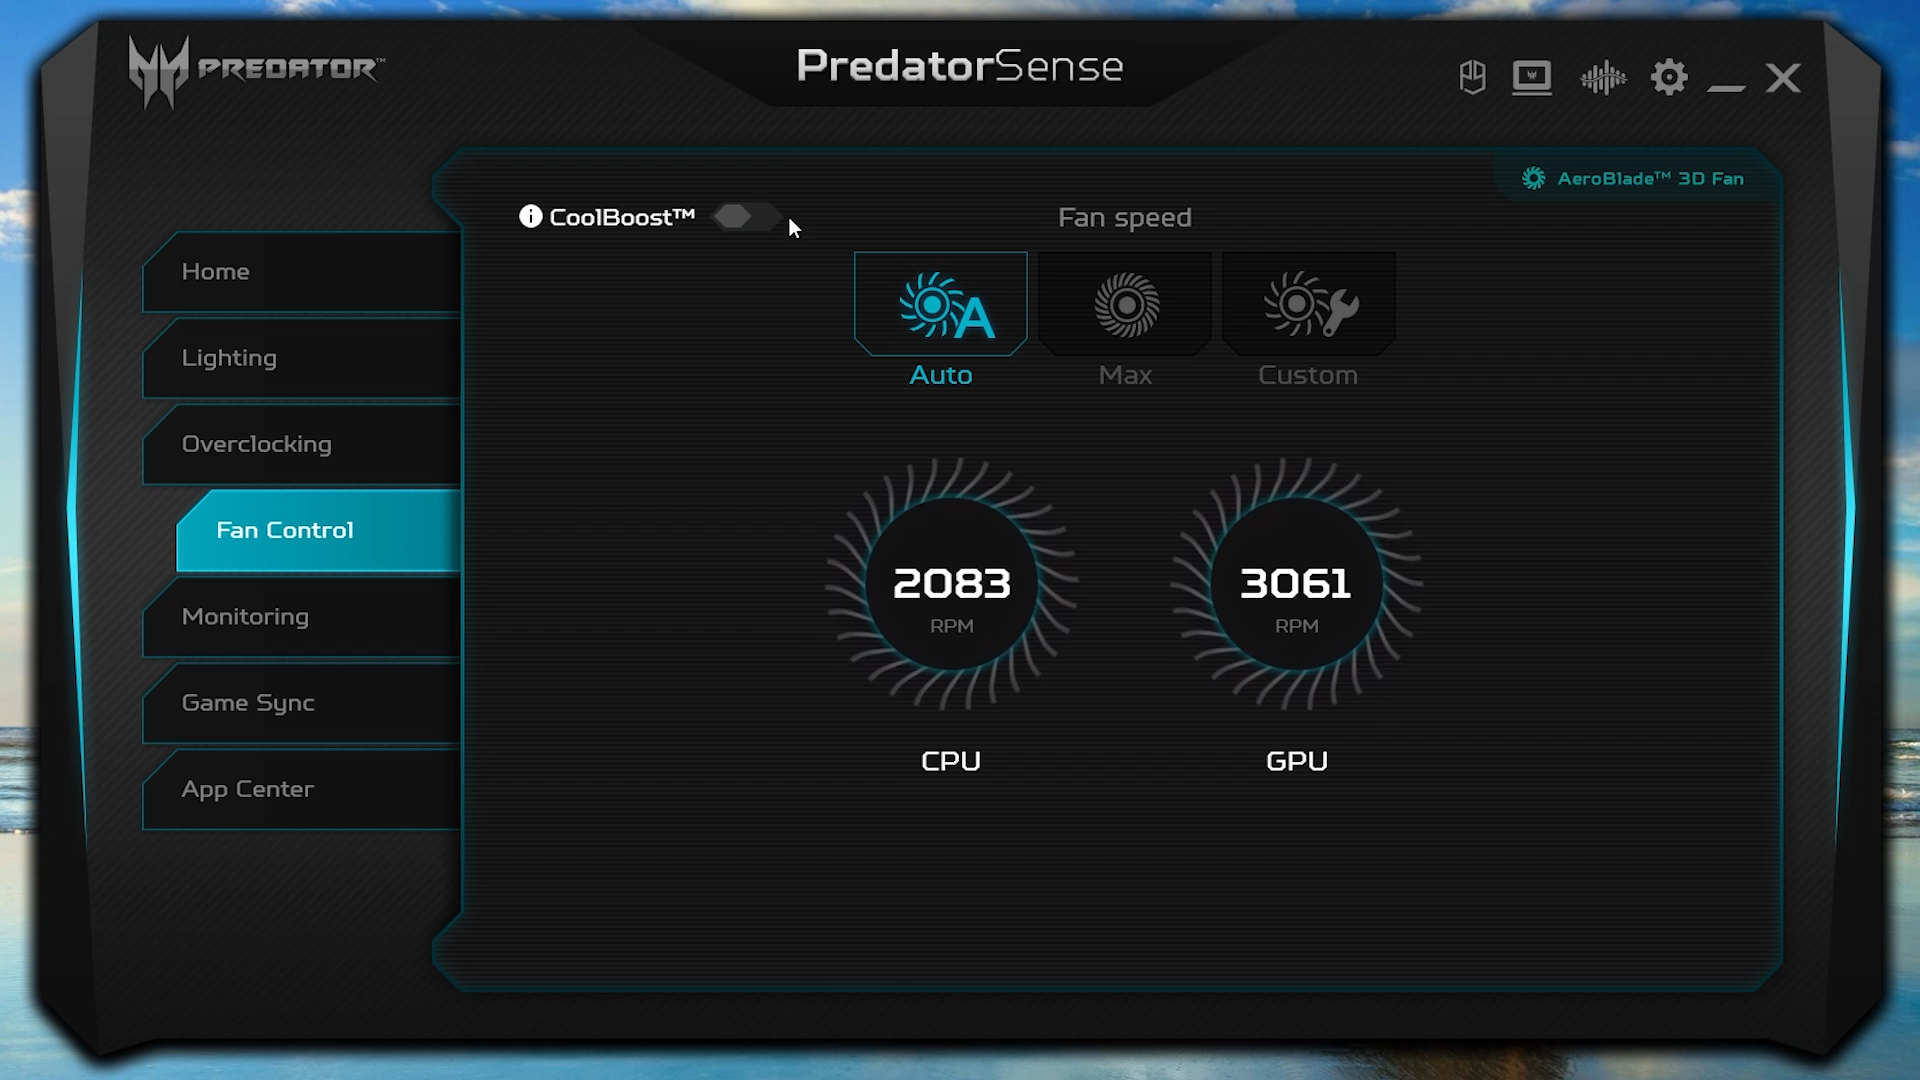 PREDATOR™
PredatorSense
AeroBlade™ 3D Fan
CoolBoost™
Fan speed
Home
Lighting
Overclocking
Fan Control
Monitoring
Game Sync
App Center
A
Auto
Max
Custom
2083
RPM
3061
RPM
CPU
GPU